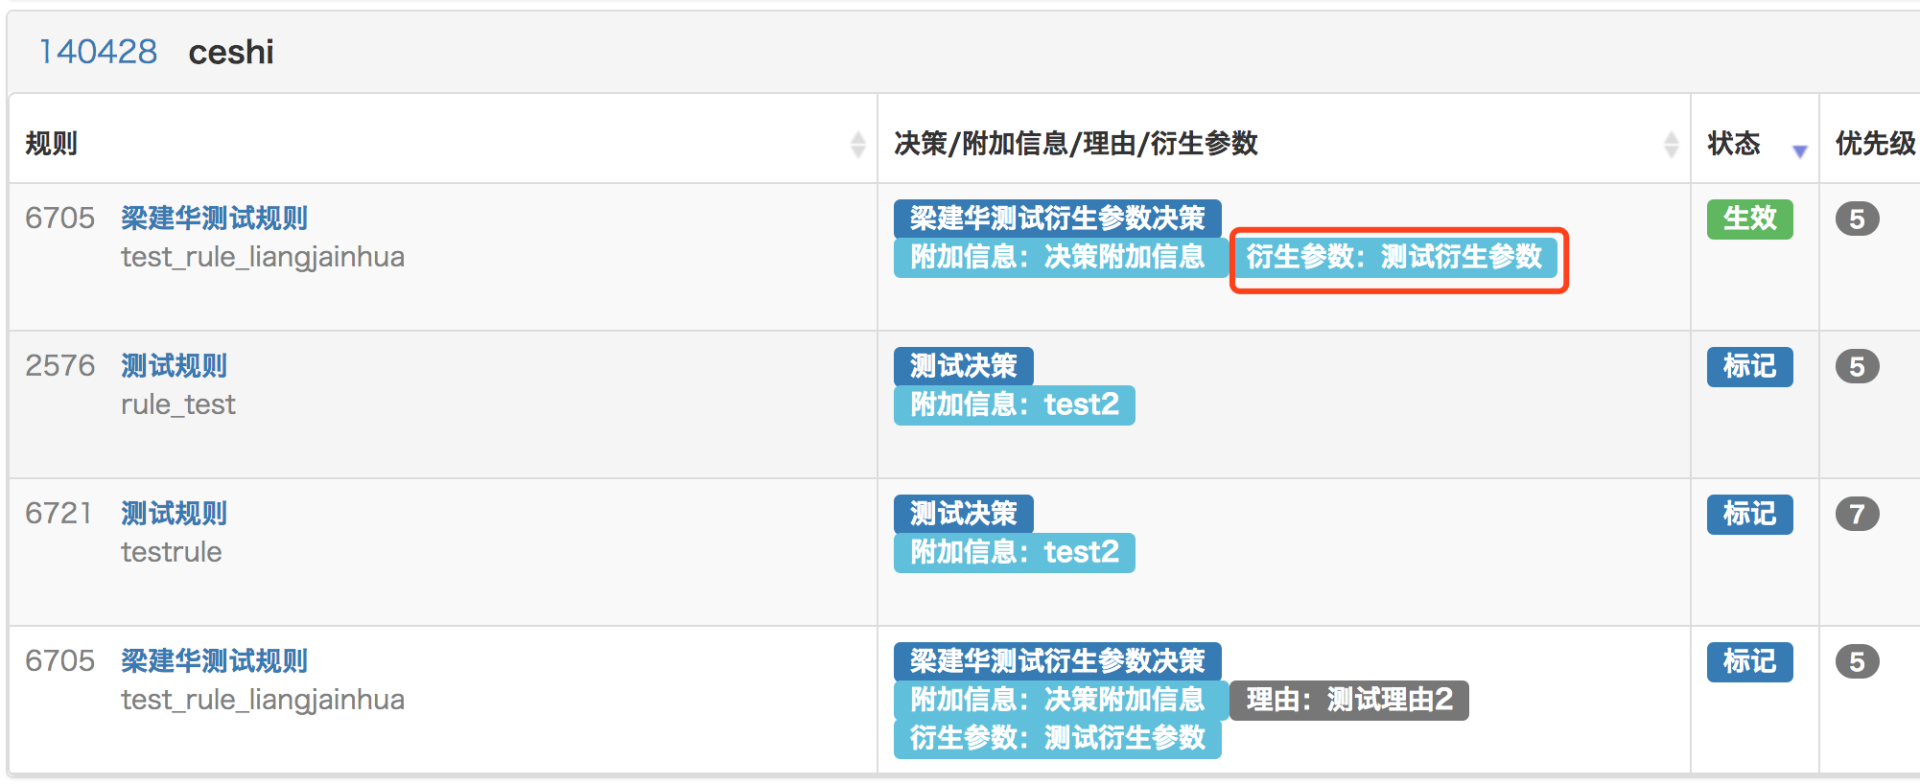 140428 ceshi
规则 决策/附加信息/理由/衍生参数 状态 优先级
6705 梁建华测试规则 梁建华测试衍生参数决策 生效 5
test_rule_liangjainhua 附加信息：决策附加信息 衍生参数：测试衍生参数
2576 测试规则 测试决策 标记 5
rule_test 附加信息：test2
6721 测试规则 测试决策 标记 7
testrule 附加信息：test2
6705 梁建华测试规则 梁建华测试衍生参数决策 标记 5
test_rule_liangjainhua 附加信息：决策附加信息 理由：测试理由2
衍生参数：测试衍生参数